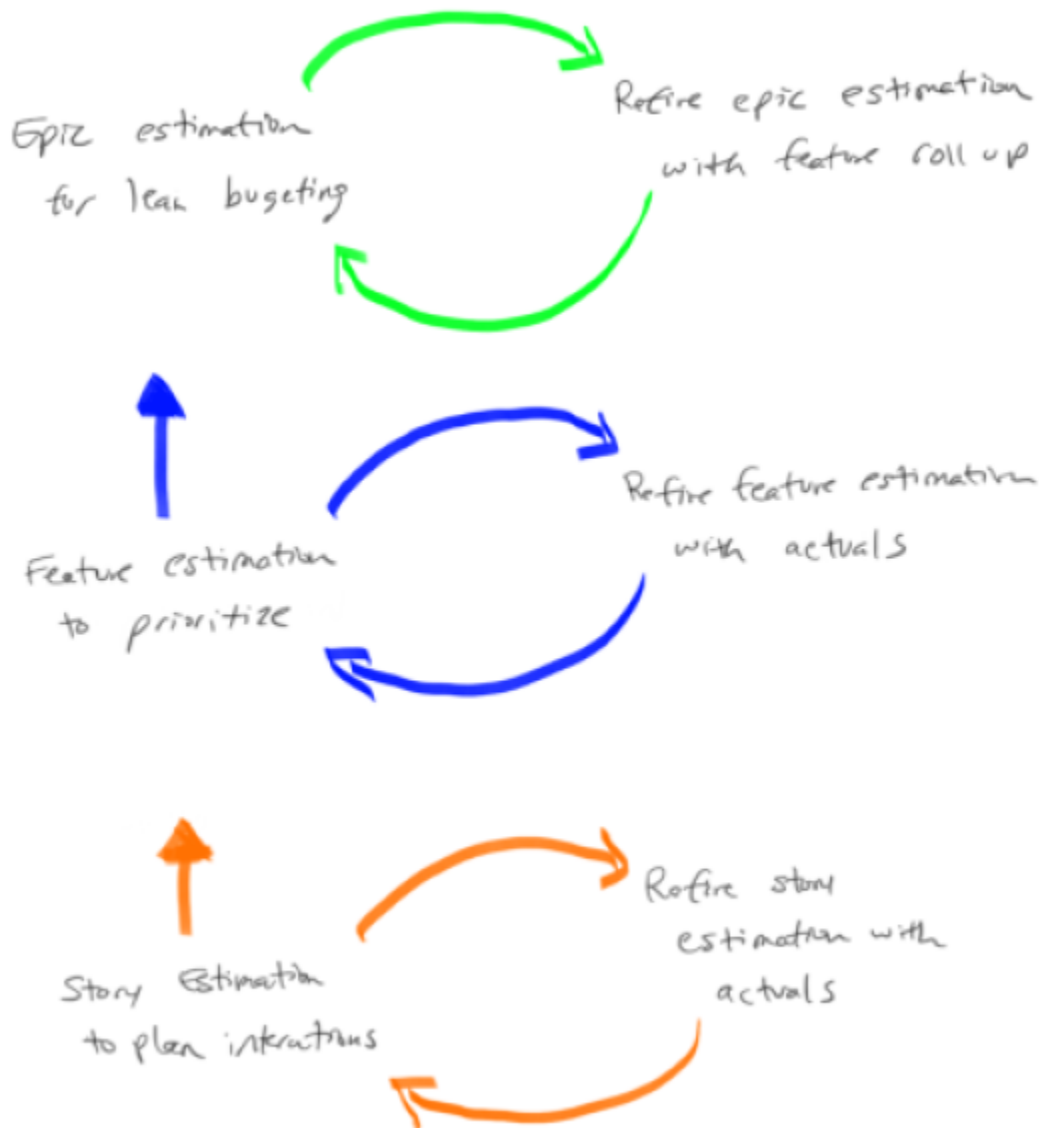 Epic estimation
for lean bugeting
Refine epic estimation
with feature roll up
Feature estimation
to prioritize
Refine feature estimation
with actuals
Story Estimation
to plan interations
Refine story
estimation with
actuals